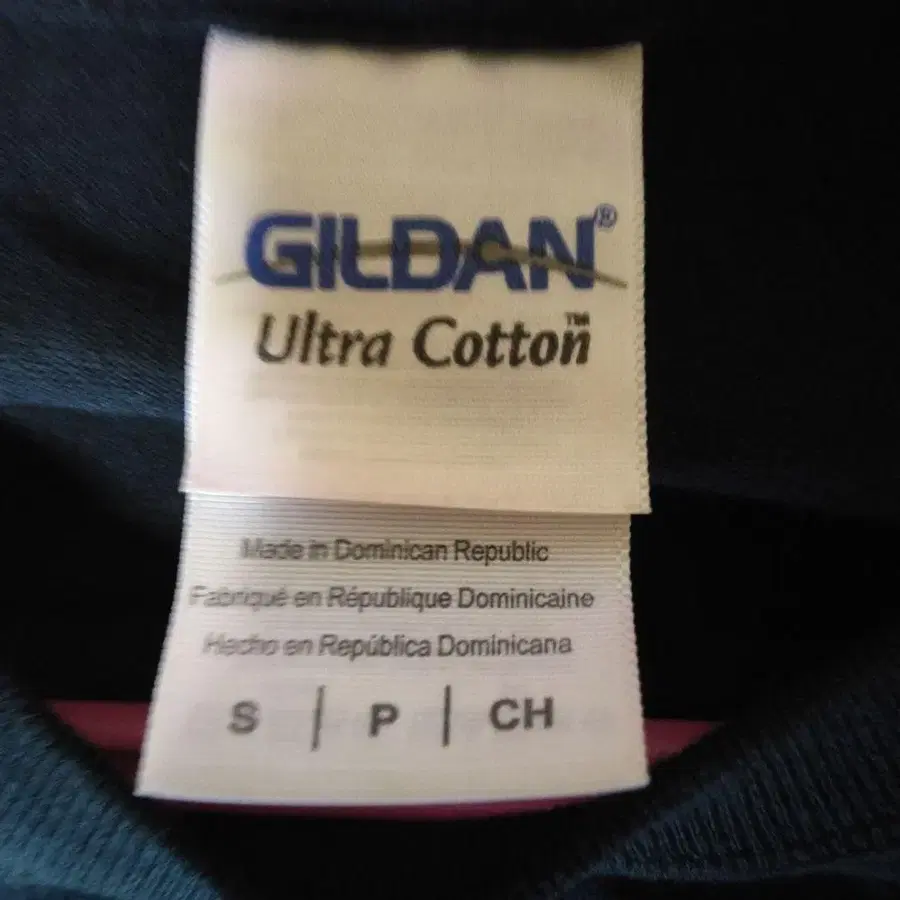 GILDAN®
Ultra Cotton™
Made in Dominican Republic
Fabriqué en République Dominicaine
Hecho en República Dominicana
S | P | CH